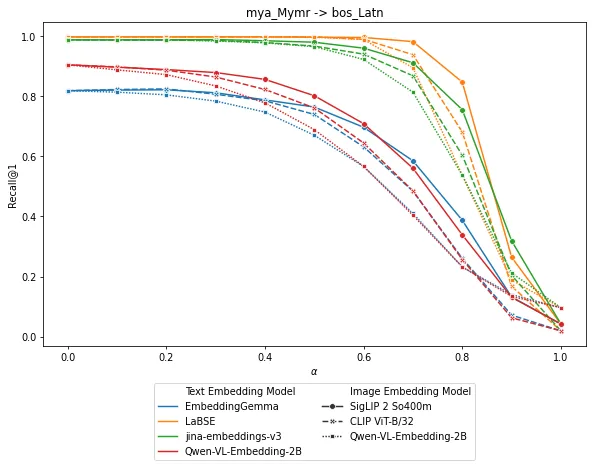 mya_Mymr -> bos_Latn
1.0
0.8
0.6
0.4
0.2
0.0
Recall@1
0.0 0.2 0.4 0.6 0.8 1.0
α
Text Embedding Model Image Embedding Model
EmbeddingGemma SigLIP 2 So400m
LaBSE CLIP ViT-B/32
jina-embeddings-v3 Qwen-VL-Embedding-2B
Qwen-VL-Embedding-2B